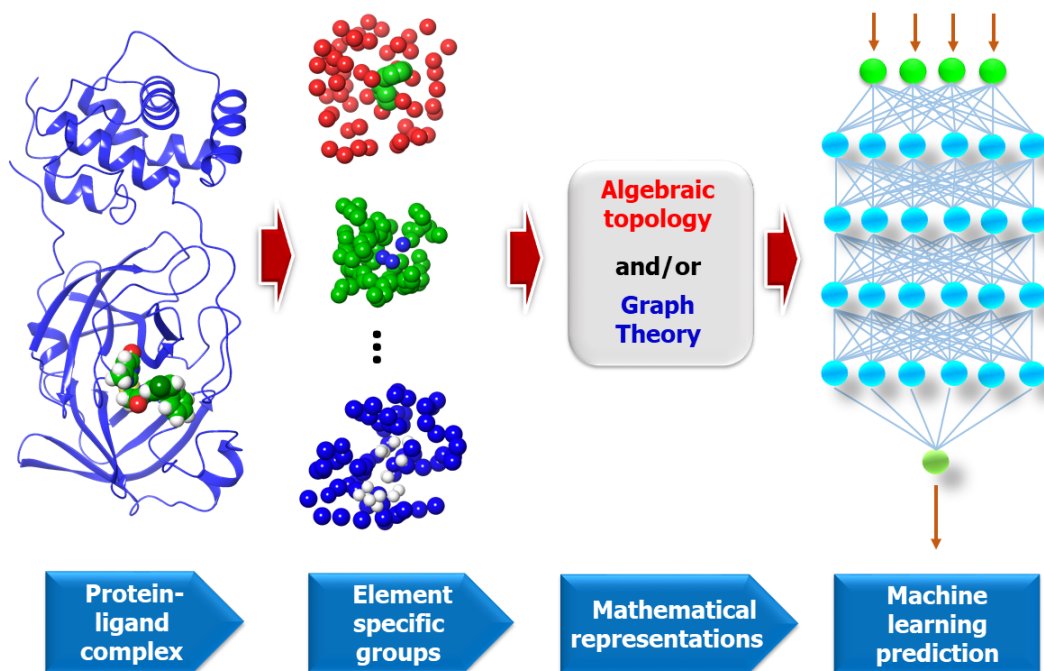 Algebraic
topology
and/or
Graph
Theory
Protein-
ligand
complex
Element
specific
groups
Mathematical
representations
Machine
learning
prediction